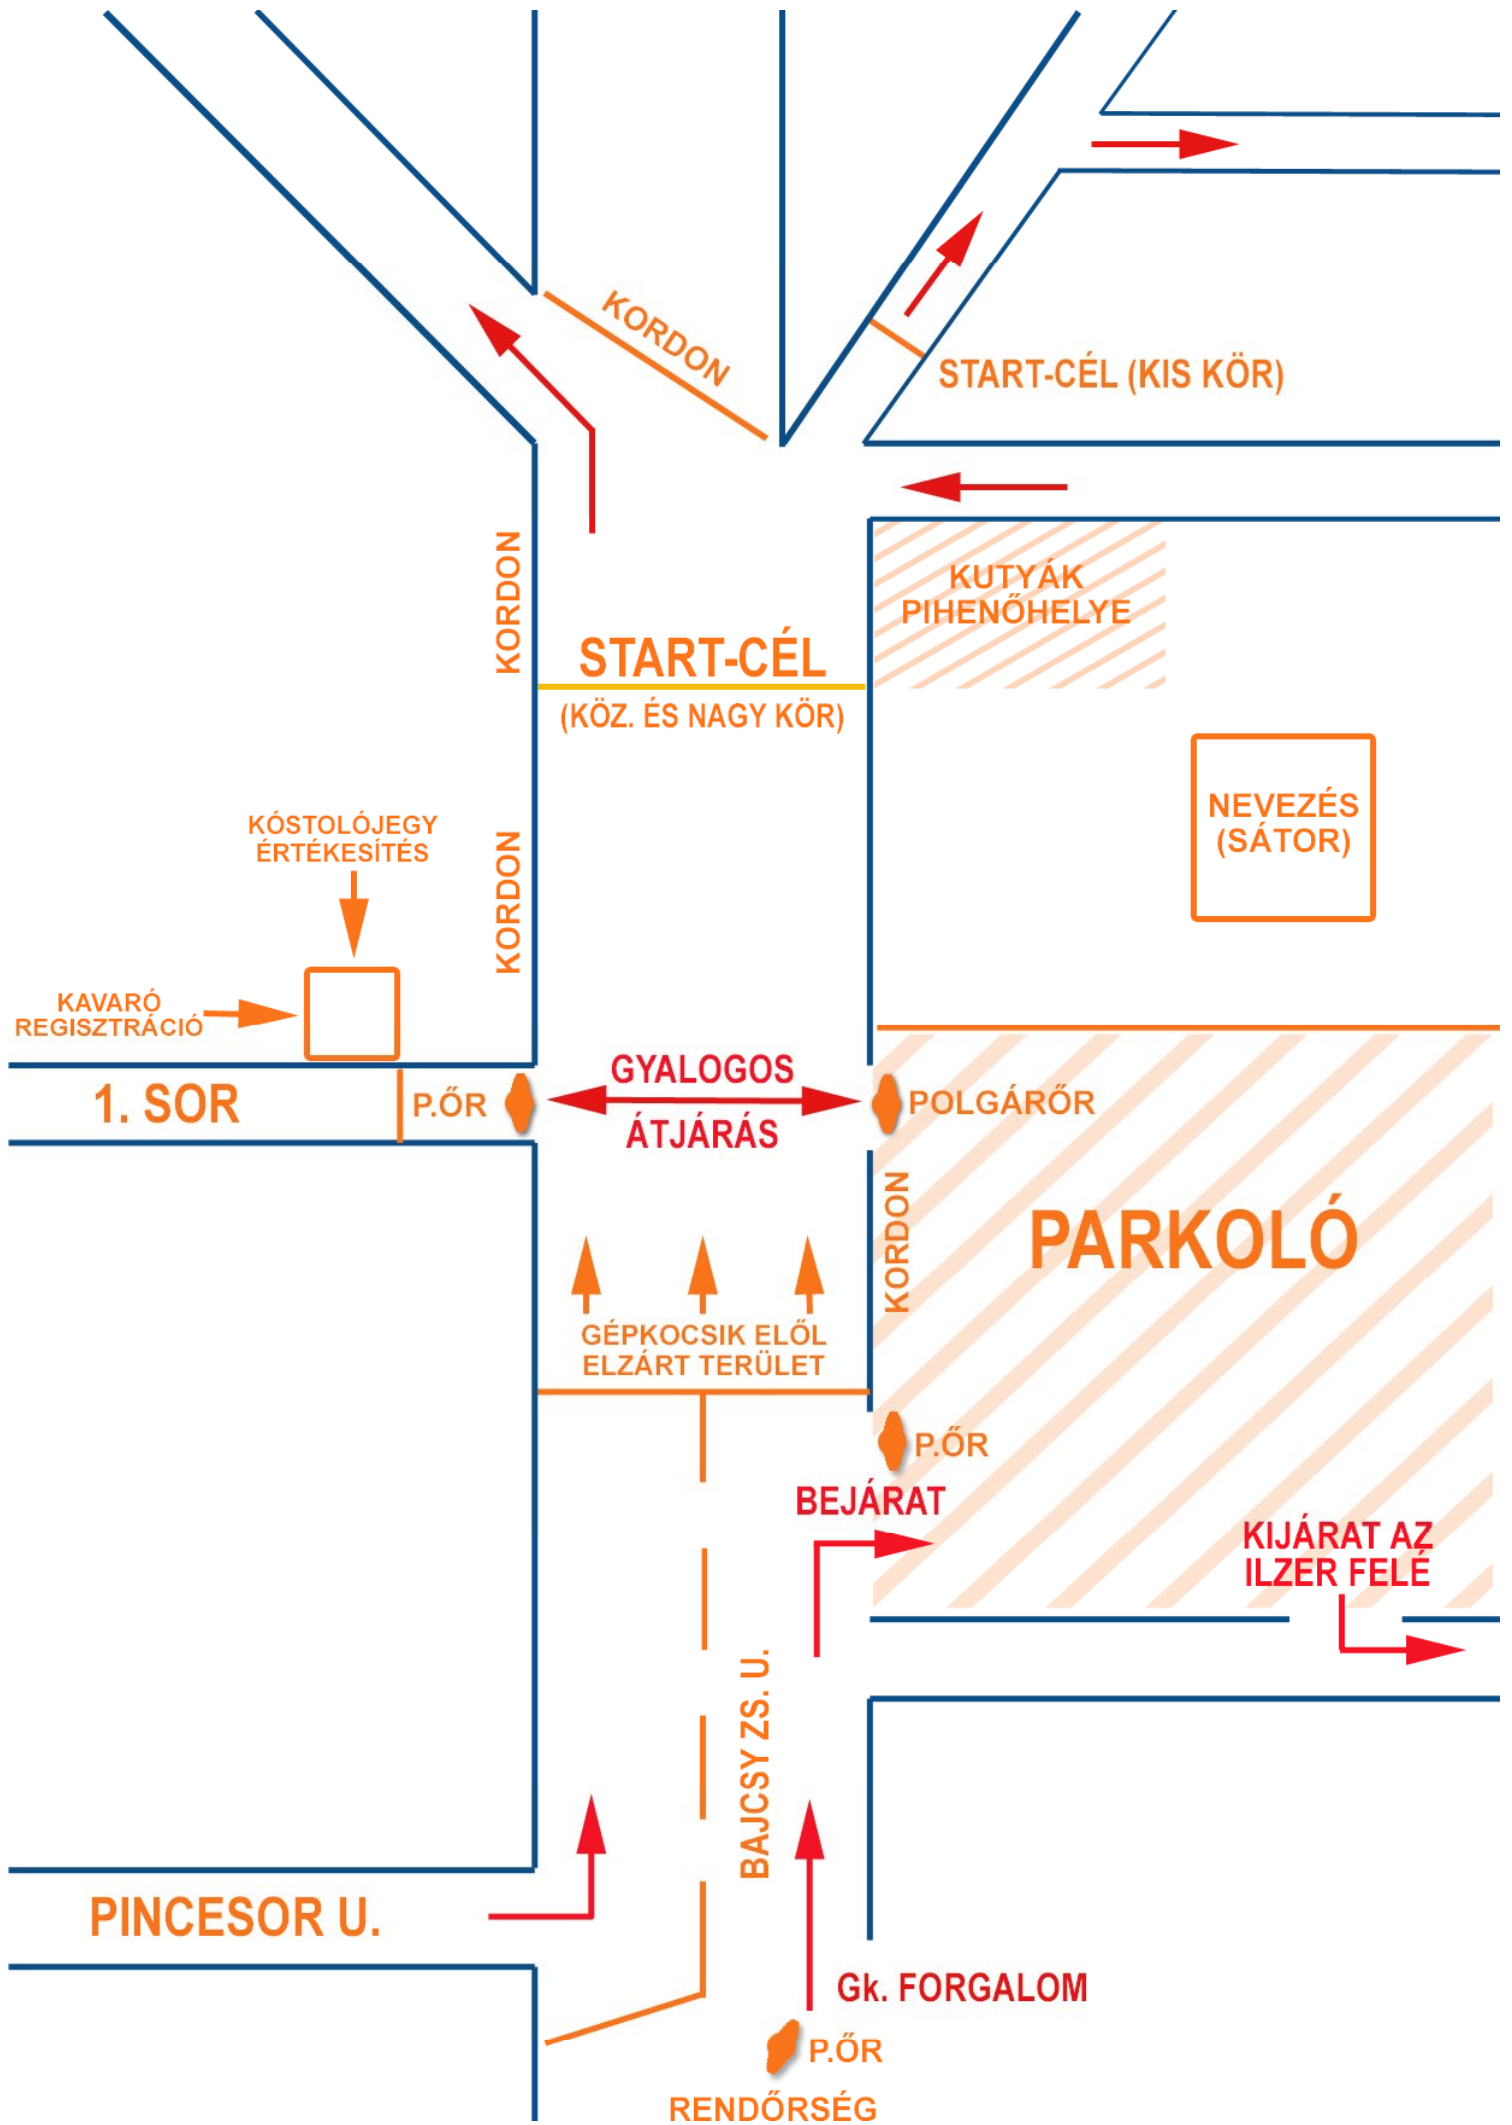 KORDON
START-CÉL (KIS KÖR)
KORDON
KUTYÁK
PIHENŐHELYE
START-CÉL
(KÖZ. ÉS NAGY KÖR)
NEVEZÉS
(SÁTOR)
KÓSTOLÓJEGY
ÉRTÉKESÍTÉS
KORDON
KAVARÓ
REGISZTRÁCIÓ
GYALOGOS
ÁTJÁRÁS
1. SOR
P.ŐR
POLGÁRŐR
KORDON
PARKOLÓ
GÉPKOCSIK ELŐL
ELZÁRT TERÜLET
P.ŐR
BEJÁRAT
KIJÁRAT AZ
ILZER FELÉ
BAJCSY ZS. U.
PINCESOR U.
Gk. FORGALOM
P.ŐR
RENDŐRSÉG